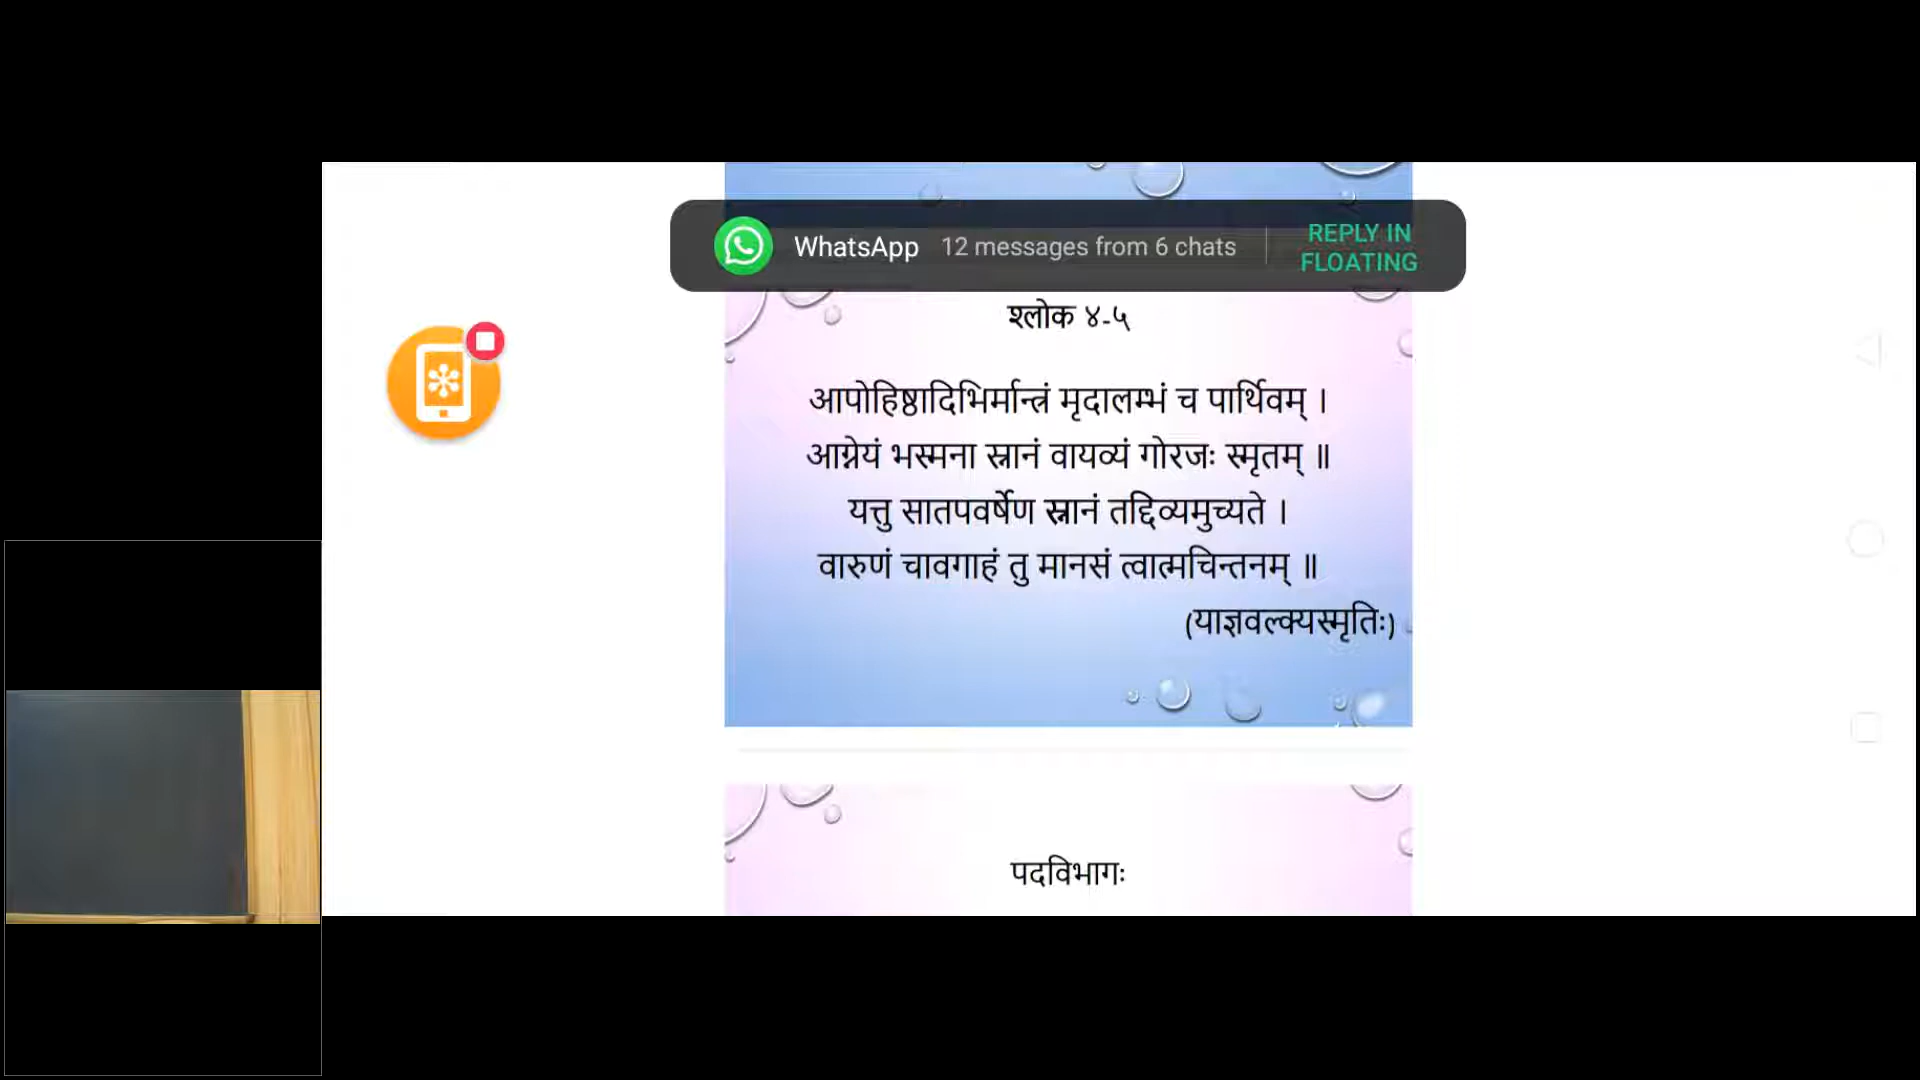 WhatsApp 12 messages from 6 chats REPLY IN
FLOATING
श्लोक ४-५
आपोहिष्ठादिभिर्मान्त्रं मृदालम्भं च पार्थिवम् ।
आग्नेयं भस्मना स्नानं वायव्यं गोरजः स्मृतम् ॥
यत्तु सातपवर्षेण स्नानं तद्दिव्यमुच्यते ।
वारुणं चावगाहं तु मानसं त्वात्मचिन्तनम् ॥
(याज्ञवल्क्यस्मृतिः)
पदविभागः